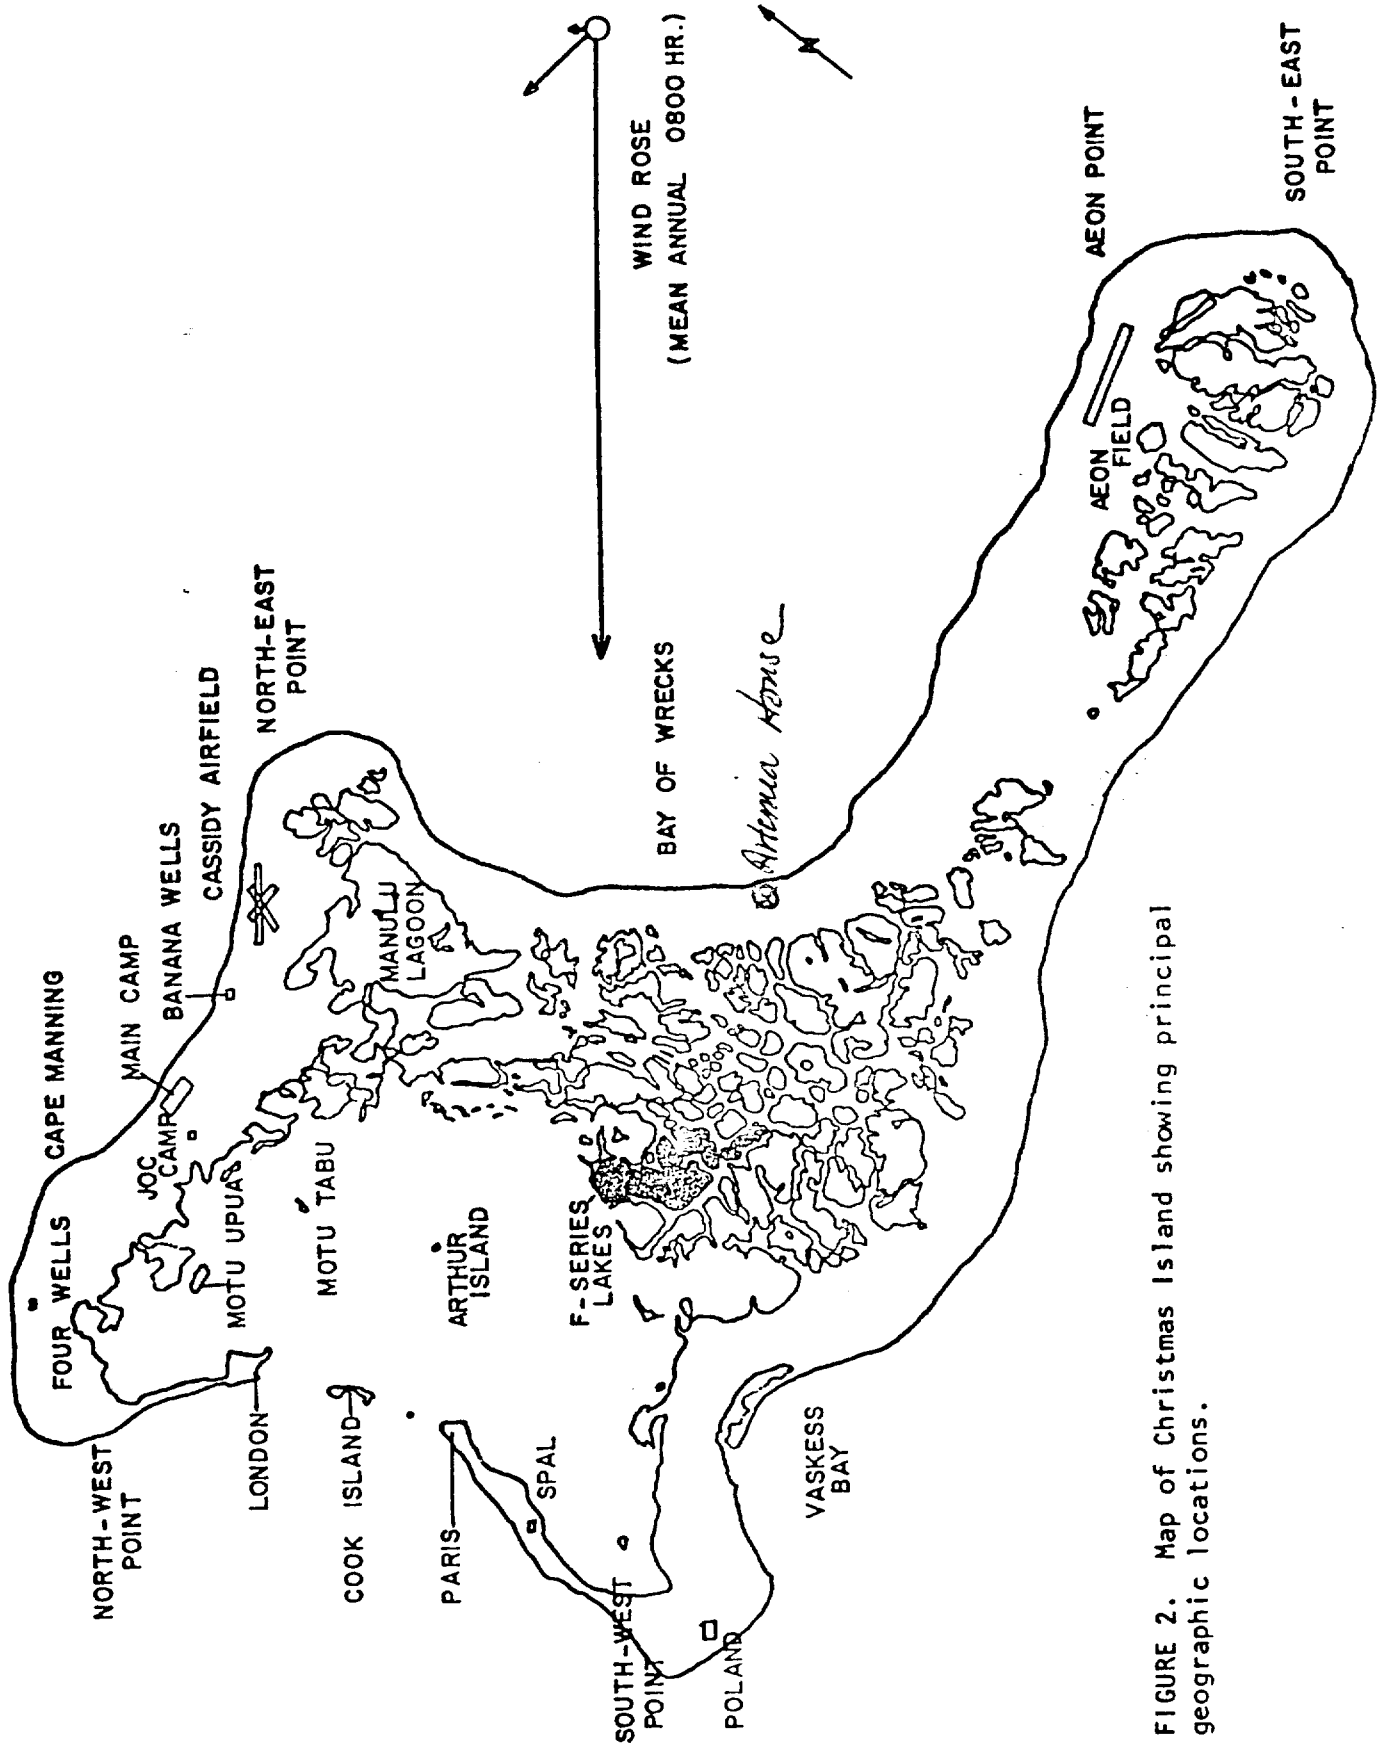 NORTH-WEST
POINT
FOUR WELLS
CAPE MANNING
MAIN CAMP
BANANA WELLS
CASSIDY AIRFIELD
NORTH-EAST
POINT
JOC
CAMP
MOTU UPUA
LONDON
MOTU TABU
COOK ISLAND
MANULU
LAGOON
ARTHUR
ISLAND
PARIS
SPAL
F-SERIES
LAKES
SOUTH-WEST
POINT
POLAND
VASKESS
BAY
BAY OF WRECKS
Artemia House
WIND ROSE
(MEAN ANNUAL 0800 HR.)
N
AEON
FIELD
AEON POINT
SOUTH-EAST
POINT
FIGURE 2. Map of Christmas Island showing principal
geographic locations.